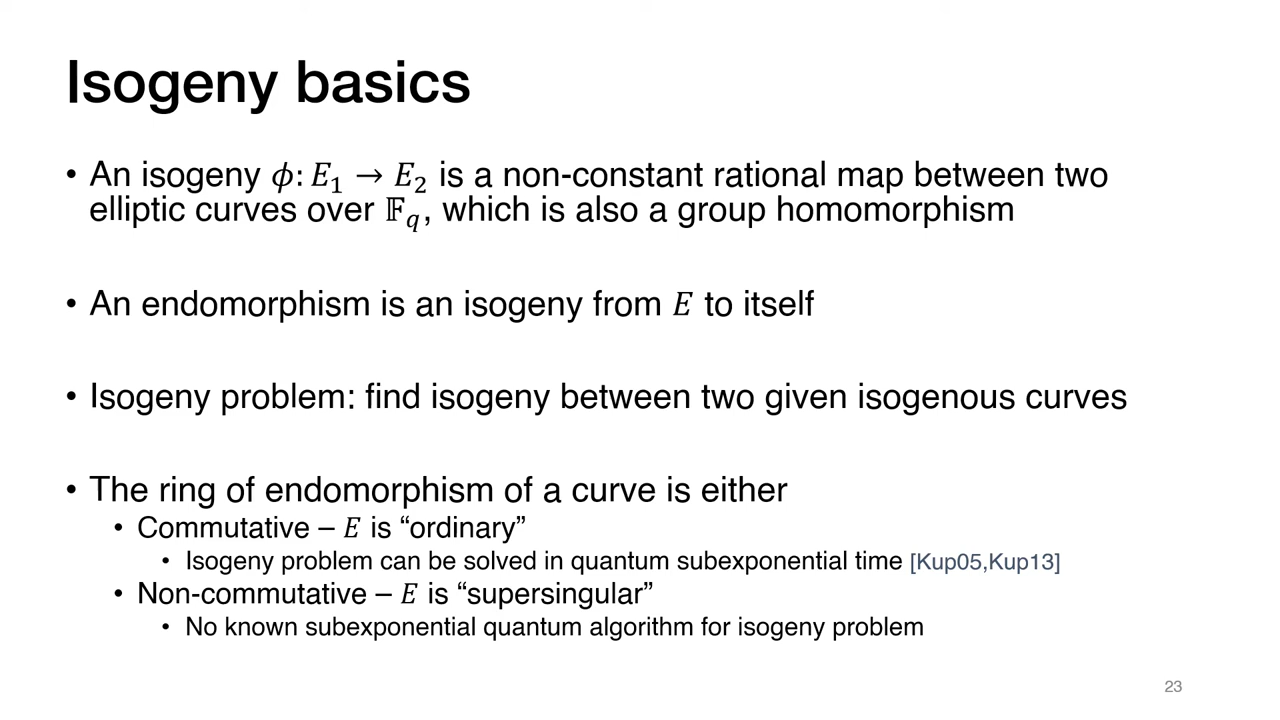 Isogeny basics
• An isogeny 𝜙: 𝐸₁ → 𝐸₂ is a non-constant rational map between two
elliptic curves over 𝔽_𝑞, which is also a group homomorphism
• An endomorphism is an isogeny from 𝐸 to itself
• Isogeny problem: find isogeny between two given isogenous curves
• The ring of endomorphism of a curve is either
• Commutative – 𝐸 is “ordinary”
• Isogeny problem can be solved in quantum subexponential time [Kup05,Kup13]
• Non-commutative – 𝐸 is “supersingular”
• No known subexponential quantum algorithm for isogeny problem
23